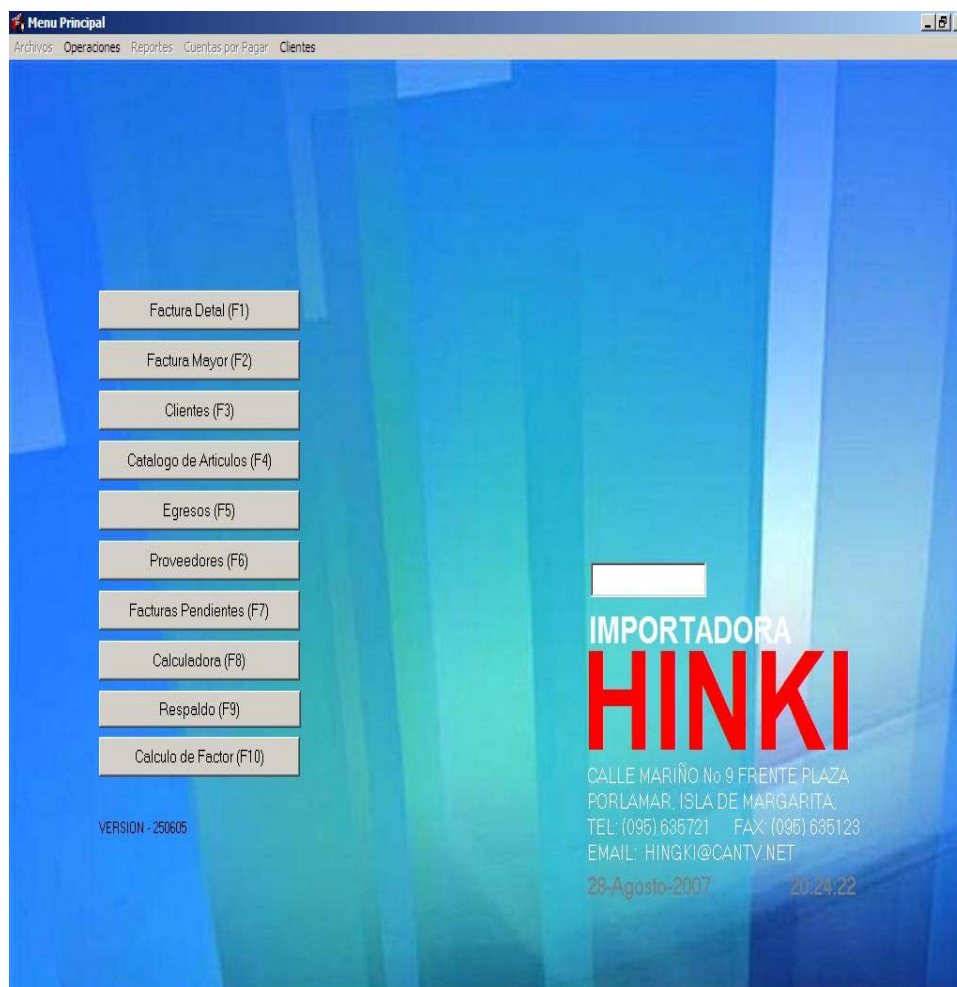 Menu Principal
Archivos Operaciones Reportes Cuentas por Pagar Clientes
Factura Detal (F1)
Factura Mayor (F2)
Clientes (F3)
Catalogo de Articulos (F4)
Egresos (F5)
Proveedores (F6)
Facturas Pendientes (F7)
Calculadora (F8)
Respaldo (F9)
Calculo de Factor (F10)
VERSION - 250605
IMPORTADORA
HINKI
CALLE MARIÑO No.9 FRENTE PLAZA
PORLAMAR, ISLA DE MARGARITA,
TEL: (095) 635721 FAX: (095) 635123
EMAIL: HINGKI@CANTV.NET
28-Agosto-2007 20:24:22